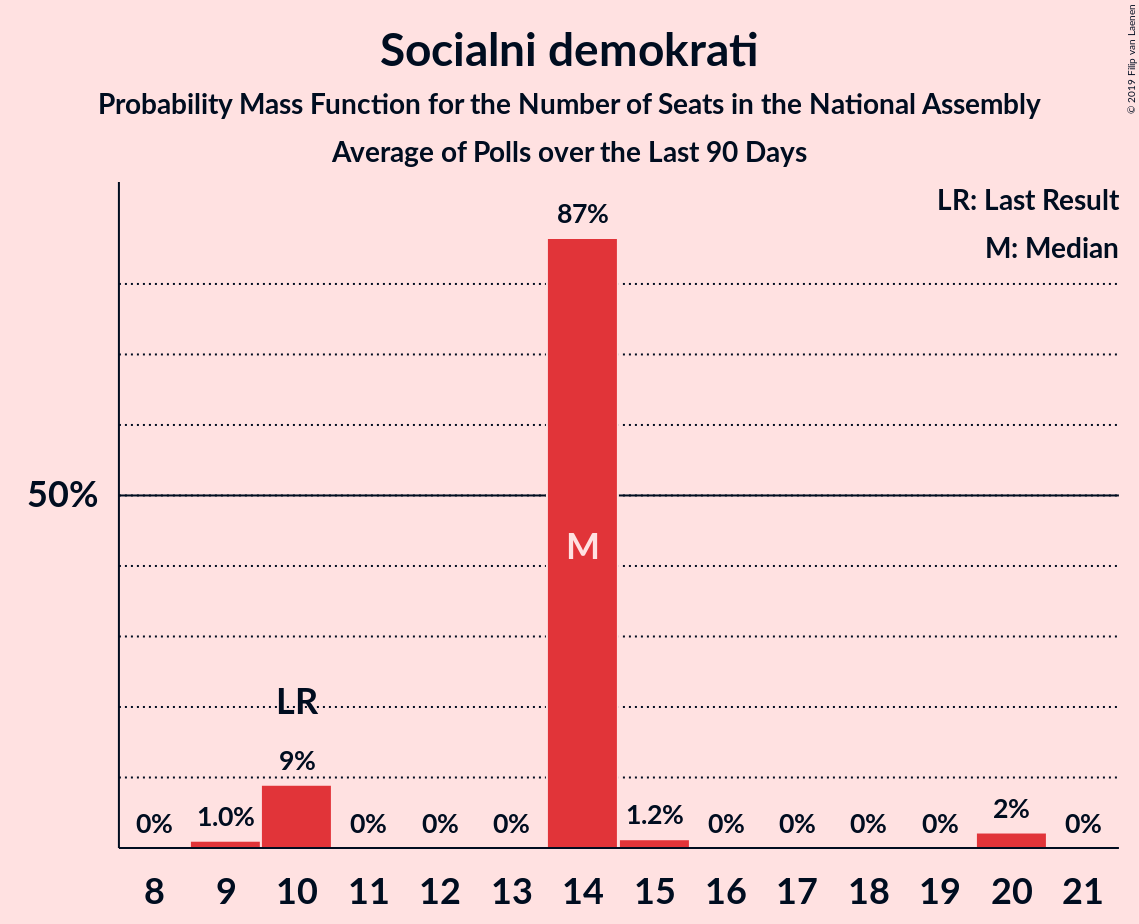 Socialni demokrati
Probability Mass Function for the Number of Seats in the National Assembly
Average of Polls over the Last 90 Days
© 2019 Filip van Laenen
LR: Last Result
M: Median
87%
50%
M
LR
9%
0% 1.0% 0% 0% 0% 1.2% 0% 0% 0% 0% 2% 0%
8 9 10 11 12 13 14 15 16 17 18 19 20 21